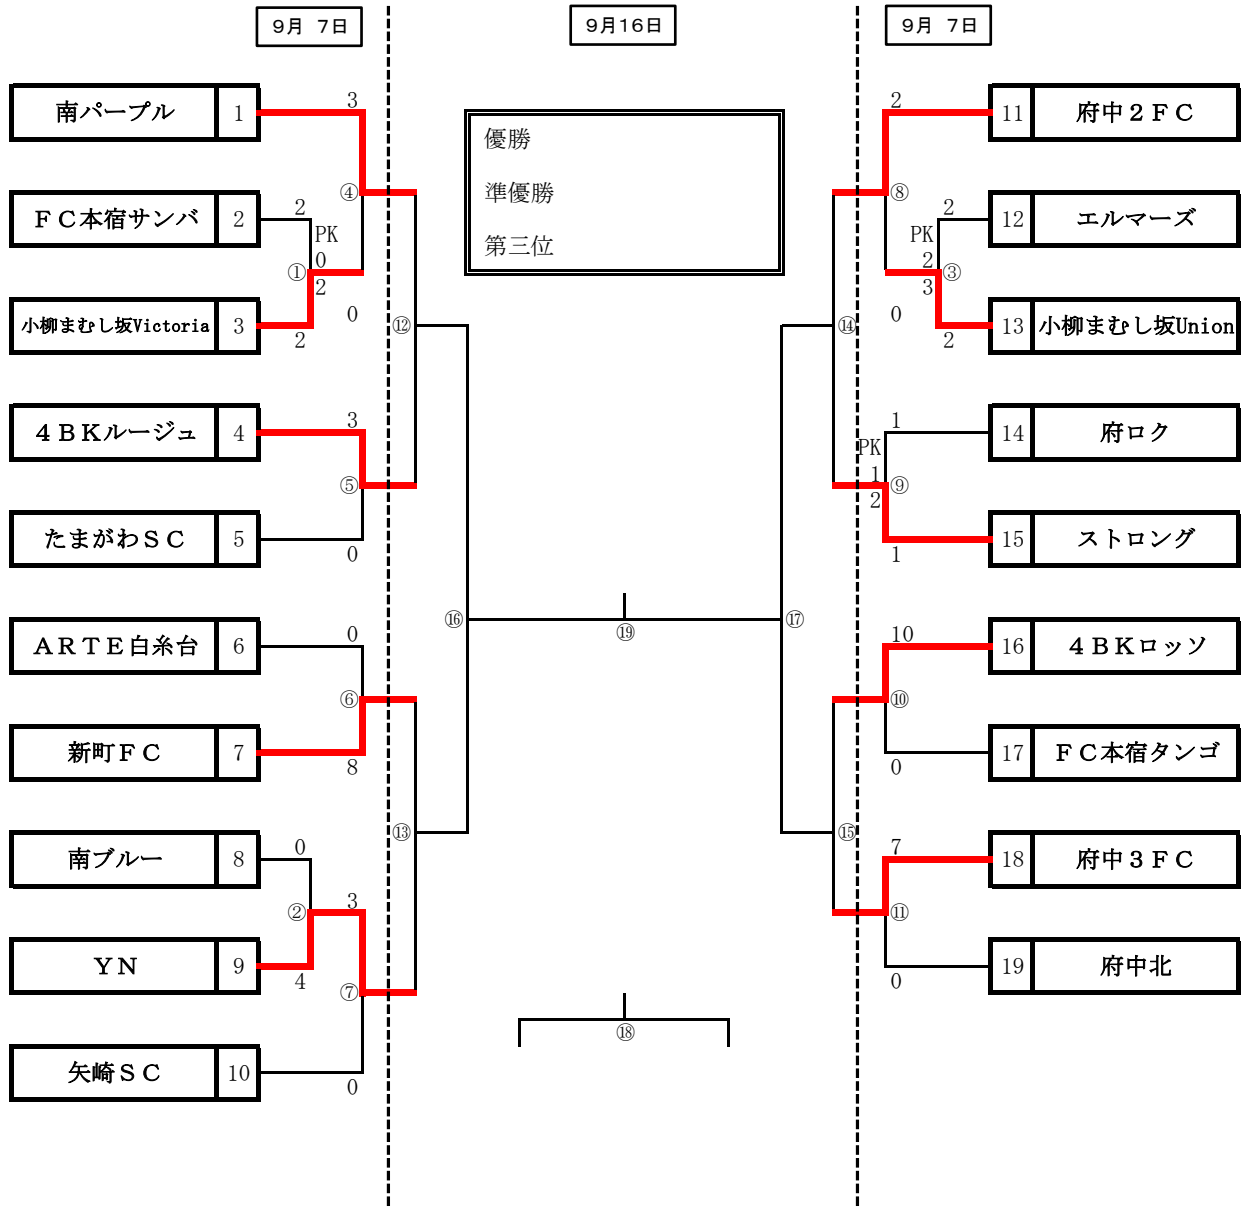 9月 7日
9月16日
9月 7日
優勝
準優勝
第三位
南パープル 1
3
④
FC本宿サンバ 2
2
PK
0
①
2
小柳まむし坂Victoria 3
2
0
⑫
4BKルージュ 4
3
⑤
たまがわSC 5
0
⑯
ARTE白糸台 6
0
⑥
新町FC 7
8
⑬
南ブルー 8
0
②
3
YN 9
4
⑦
矢崎SC 10
0
⑲
⑱
2
11 府中2FC
⑧
2
12 エルマーズ
PK
2
③
3
13 小柳まむし坂Union
2
0
⑭
1
14 府ロク
PK
1
⑨
2
15 ストロング
1
⑰
10
16 4BKロッソ
⑩
17 FC本宿タンゴ
0
⑮
7
18 府中3FC
⑪
19 府中北
0